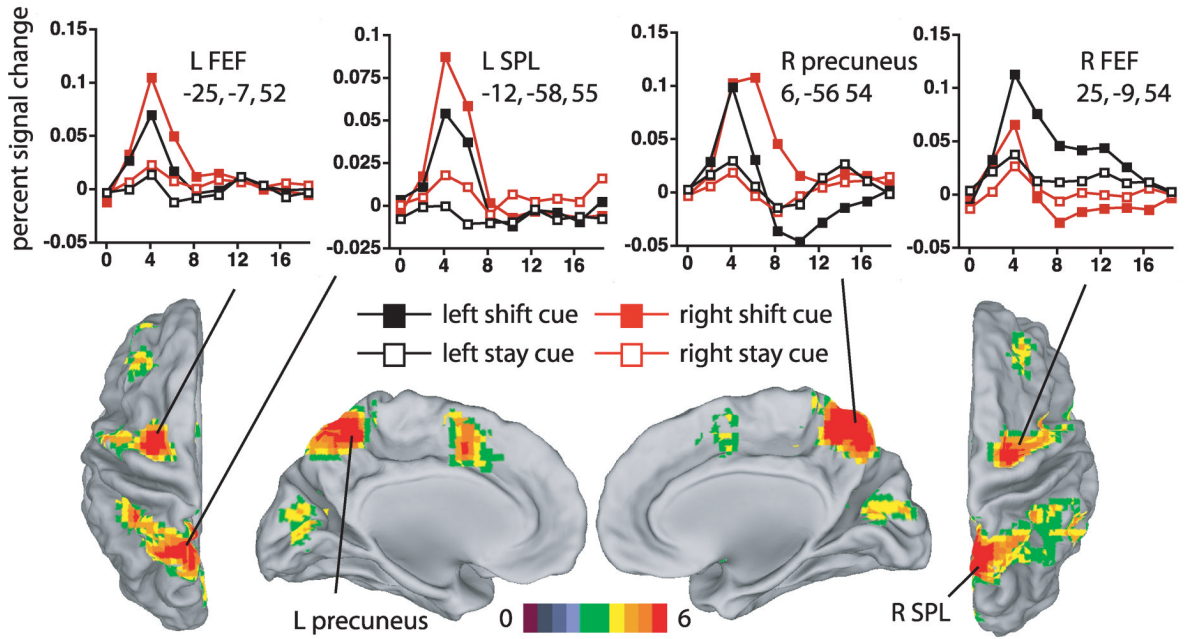 percent signal change
0.15
0.1
0.05
0
-0.05
L FEF
-25, -7, 52
0 4 8 12 16
0.1
0.075
0.05
0.025
0
-0.025
L SPL
-12, -58, 55
0 4 8 12 16
0.15
0.1
0.05
0
-0.05
R precuneus
6, -56 54
0 4 8 12 16
0.15
0.1
0.05
0
-0.05
R FEF
25, -9, 54
0 4 8 12 16
left shift cue
right shift cue
left stay cue
right stay cue
L precuneus
0 6
R SPL